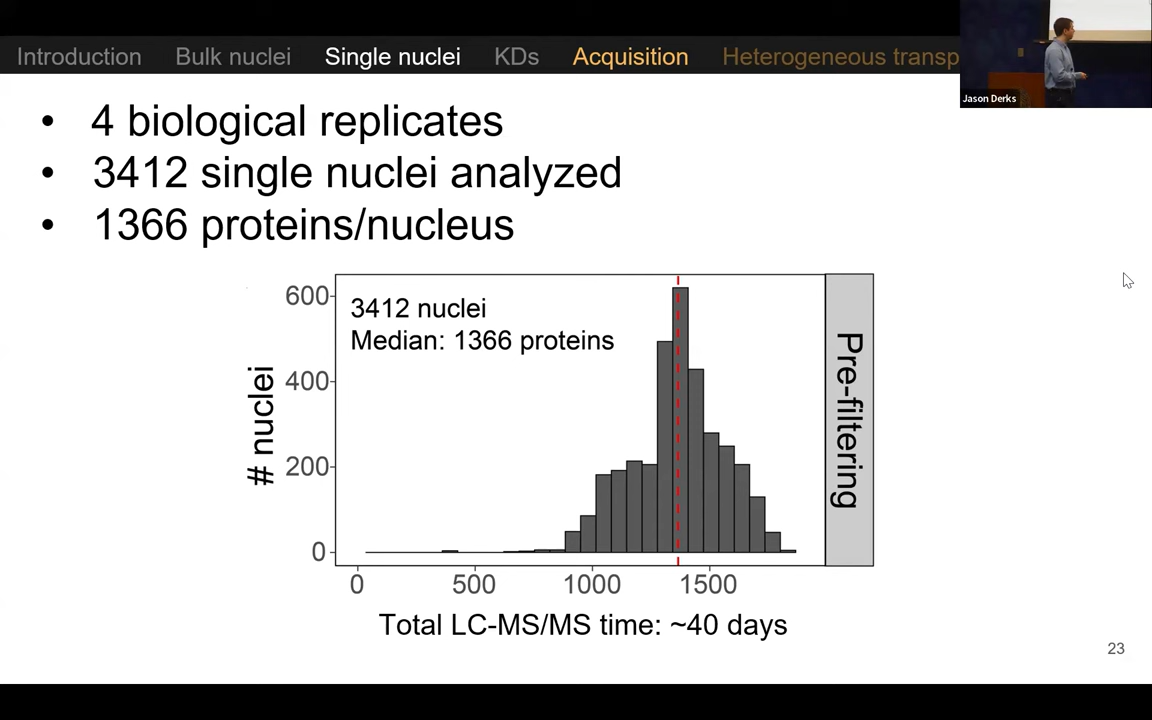 Introduction Bulk nuclei Single nuclei KDs Acquisition Heterogeneous transp
Jason Derks
• 4 biological replicates
• 3412 single nuclei analyzed
• 1366 proteins/nucleus
3412 nuclei
Median: 1366 proteins
# nuclei
600
400
200
0
Pre-filtering
0 500 1000 1500
Total LC-MS/MS time: ~40 days
23